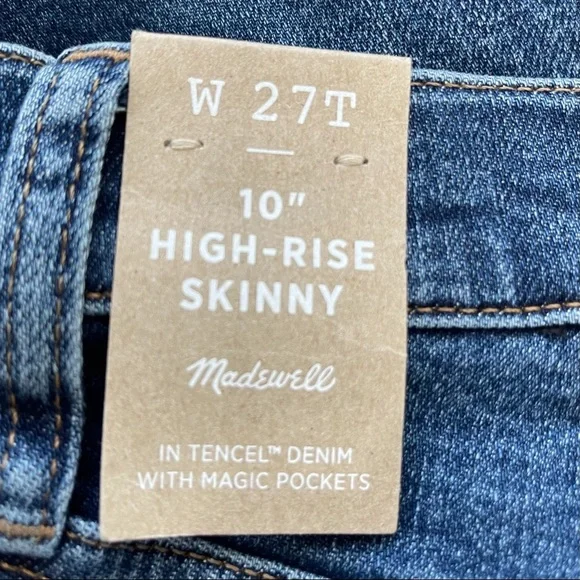 W 27T
10"
HIGH-RISE
SKINNY
Madewell
IN TENCEL™ DENIM
WITH MAGIC POCKETS